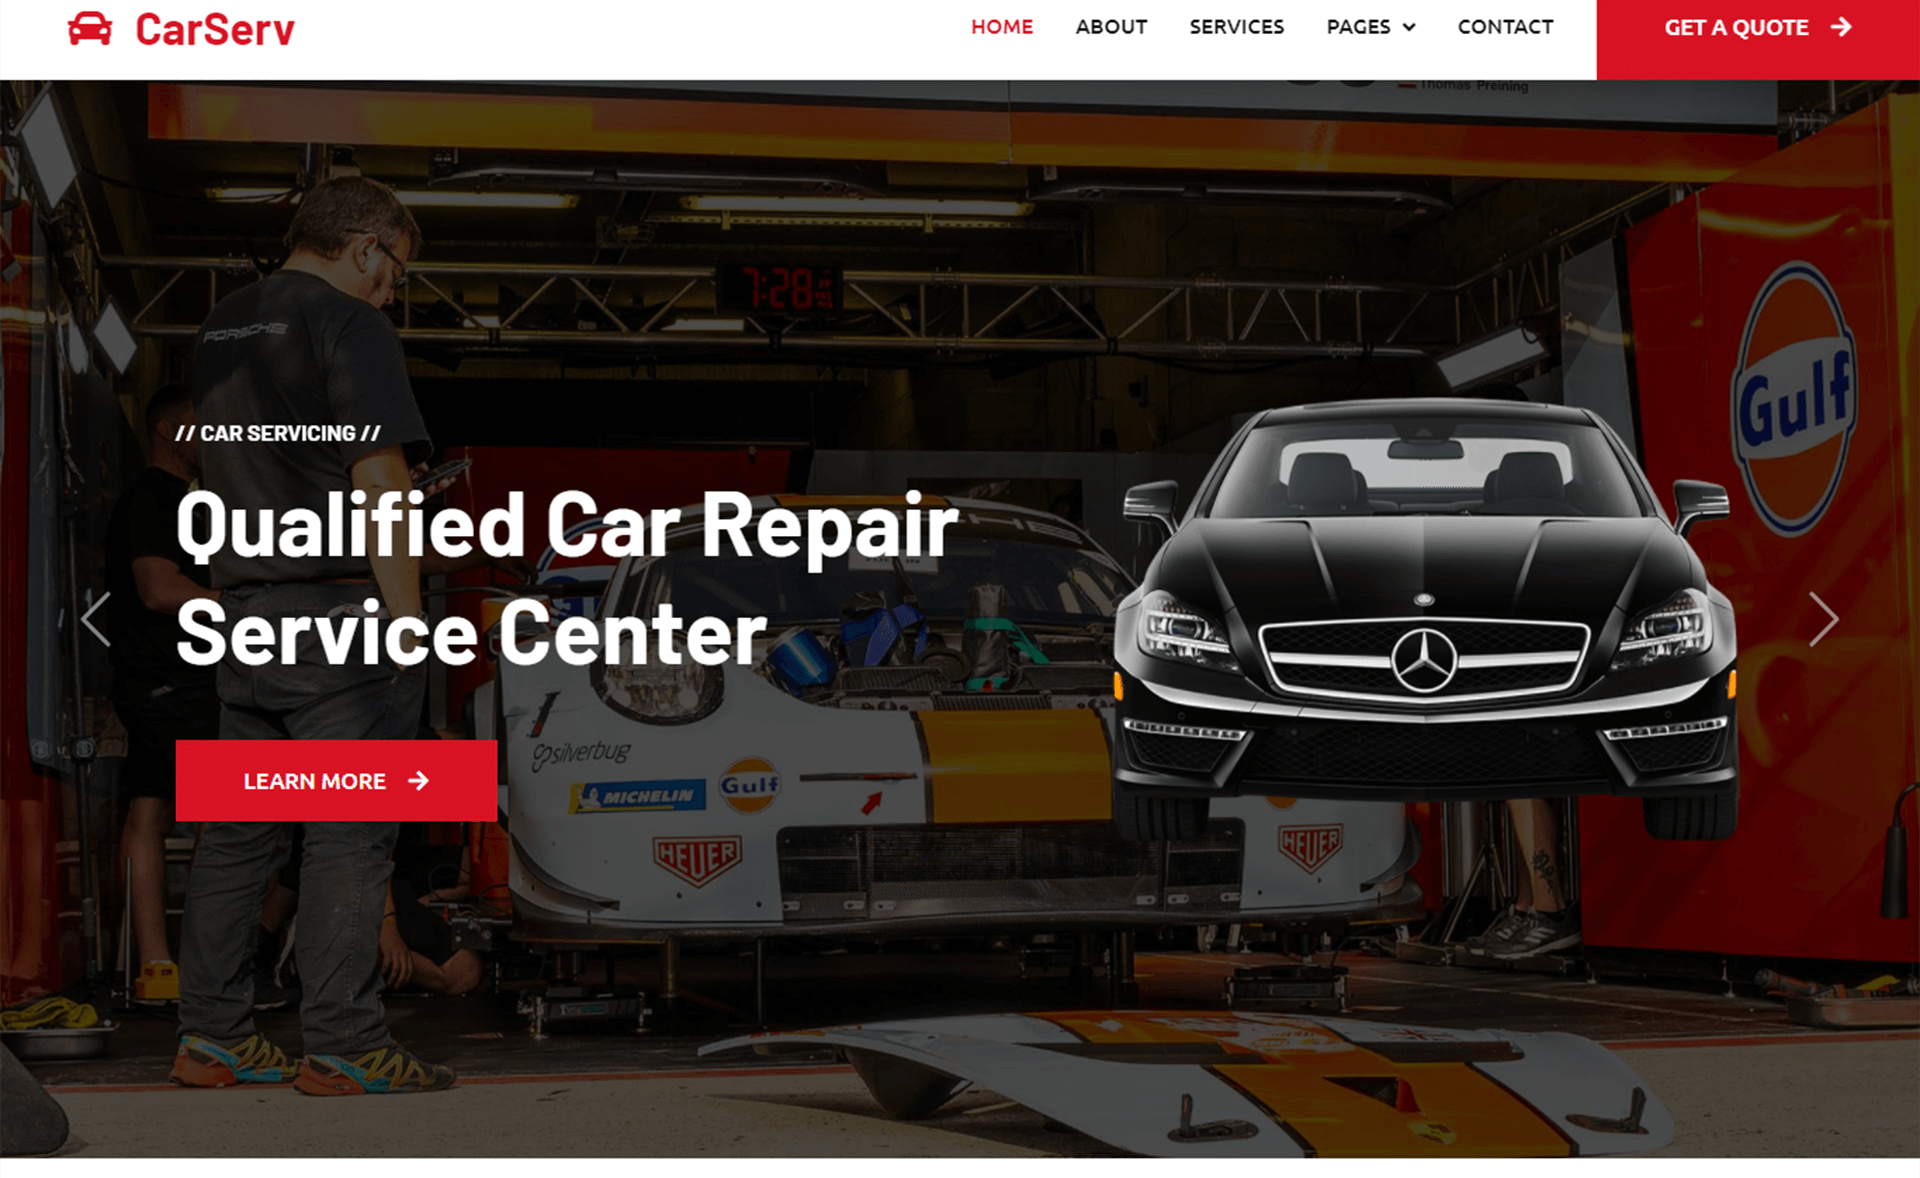 CarServ
HOME ABOUT SERVICES PAGES CONTACT GET A QUOTE
Thomas Preining
7:28
PORSCHE
Gulf
// CAR SERVICING //
Qualified Car Repair
Service Center
LEARN MORE
silverbug
MICHELIN
Gulf
HEUER
HEUER